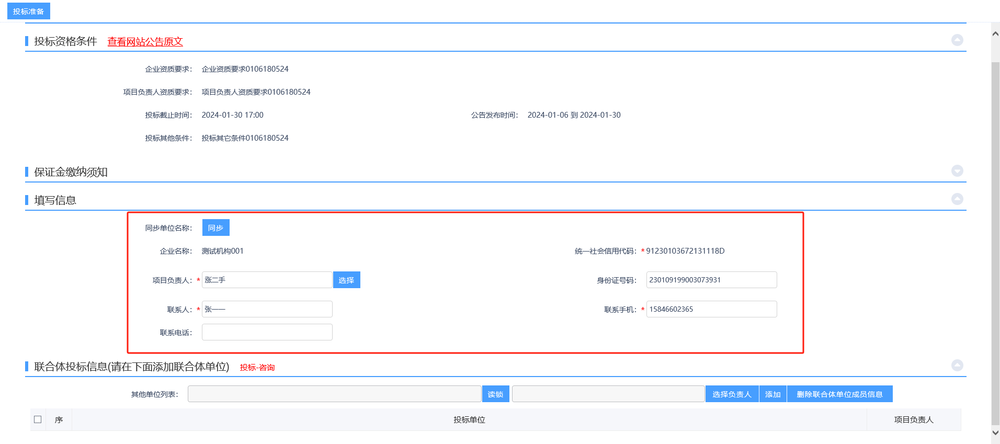 投标准备
投标资格条件 查看网站公告原文
企业资质要求： 企业资质要求0106180524
项目负责人资质要求： 项目负责人资质要求0106180524
投标截止时间： 2024-01-30 17:00 公告发布时间： 2024-01-06 到 2024-01-30
投标其他条件： 投标其它条件0106180524
保证金缴纳须知
填写信息
同步单位名称： 同步
企业名称： 测试机构001 统一社会信用代码：*91230103672131118D
项目负责人：* 张二手 选择 身份证号码： 230109199003073931
联系人：* 张一一 联系手机：* 15846602365
联系电话：
联合体投标信息(请在下面添加联合体单位) 投标-咨询
其他单位列表： 读锁 选择负责人 添加 删除联合体单位成员信息
序 投标单位 项目负责人